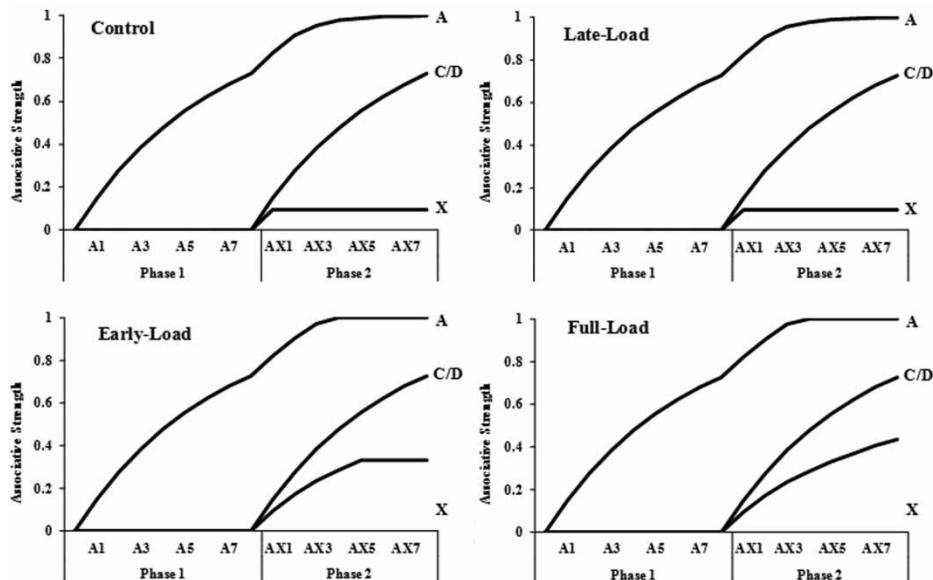 Control
Associative Strength
1
0.8
0.6
0.4
0.2
0
A
C/D
X
A1 A3 A5 A7 AX1 AX3 AX5 AX7
Phase 1 Phase 2
Late-Load
Associative Strength
1
0.8
0.6
0.4
0.2
0
A
C/D
X
A1 A3 A5 A7 AX1 AX3 AX5 AX7
Phase 1 Phase 2
Early-Load
Associative Strength
1
0.8
0.6
0.4
0.2
0
A
C/D
X
A1 A3 A5 A7 AX1 AX3 AX5 AX7
Phase 1 Phase 2
Full-Load
Associative Strength
1
0.8
0.6
0.4
0.2
0
A
C/D
X
A1 A3 A5 A7 AX1 AX3 AX5 AX7
Phase 1 Phase 2